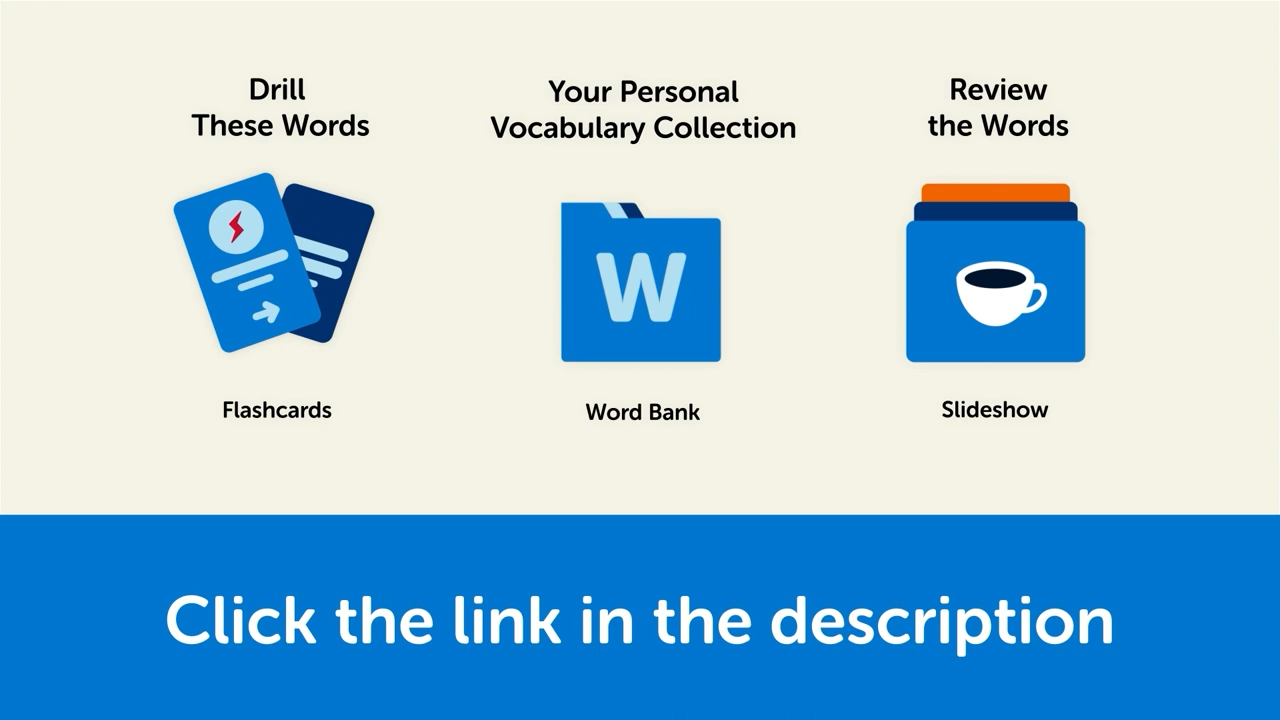 Drill
These Words
Your Personal
Vocabulary Collection
Review
the Words
W
Flashcards
Word Bank
Slideshow
Click the link in the description